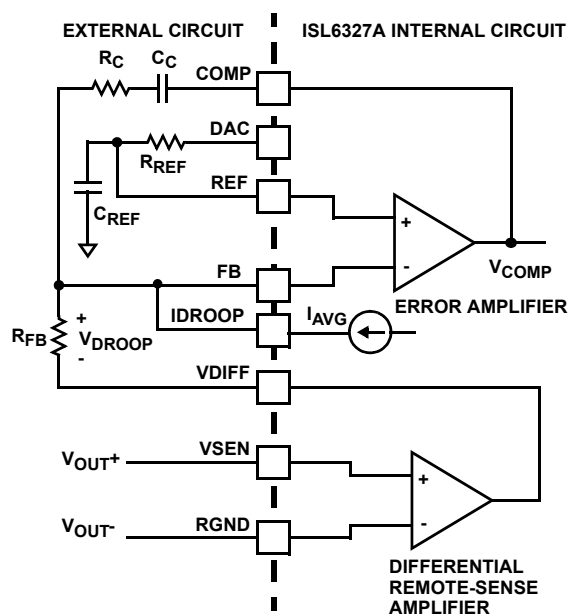 EXTERNAL CIRCUIT
ISL6327A INTERNAL CIRCUIT
RC
CC
COMP
DAC
RREF
REF
CREF
+
-
VCOMP
FB
ERROR AMPLIFIER
IDROOP
IAVG
RFB
+
VDROOP
-
VDIFF
VOUT+
VSEN
+
VOUT-
RGND
-
DIFFERENTIAL
REMOTE-SENSE
AMPLIFIER